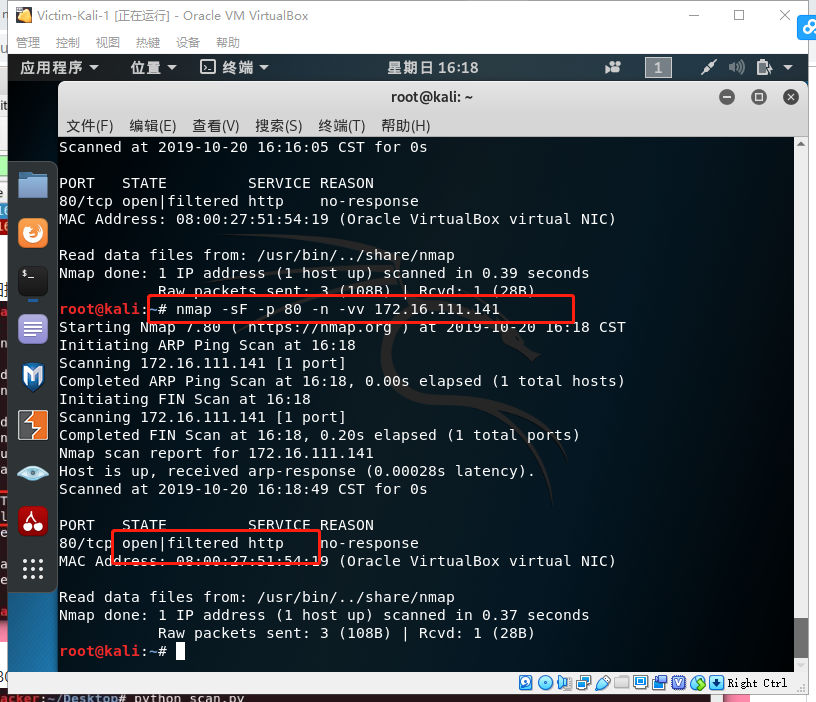 Victim-Kali-1 [正在运行] - Oracle VM VirtualBox
管理 控制 视图 热键 设备 帮助
应用程序 位置 终端 星期日 16:18 1
root@kali: ~
文件(F) 编辑(E) 查看(V) 搜索(S) 终端(T) 帮助(H)
Scanned at 2019-10-20 16:16:05 CST for 0s
PORT STATE SERVICE REASON
80/tcp open|filtered http no-response
MAC Address: 08:00:27:51:54:19 (Oracle VirtualBox virtual NIC)
Read data files from: /usr/bin/../share/nmap
Nmap done: 1 IP address (1 host up) scanned in 0.39 seconds
Raw packets sent: 3 (108B) | Rcvd: 1 (28B)
root@kali:~# nmap -sF -p 80 -n -vv 172.16.111.141
Starting Nmap 7.80 ( https://nmap.org ) at 2019-10-20 16:18 CST
Initiating ARP Ping Scan at 16:18
Scanning 172.16.111.141 [1 port]
Completed ARP Ping Scan at 16:18, 0.00s elapsed (1 total hosts)
Initiating FIN Scan at 16:18
Scanning 172.16.111.141 [1 port]
Completed FIN Scan at 16:18, 0.20s elapsed (1 total ports)
Nmap scan report for 172.16.111.141
Host is up, received arp-response (0.00028s latency).
Scanned at 2019-10-20 16:18:49 CST for 0s
PORT STATE SERVICE REASON
80/tcp open|filtered http no-response
MAC Address: 08:00:27:51:54:19 (Oracle VirtualBox virtual NIC)
Read data files from: /usr/bin/../share/nmap
Nmap done: 1 IP address (1 host up) scanned in 0.37 seconds
Raw packets sent: 3 (108B) | Rcvd: 1 (28B)
root@kali:~#
Right Ctrl
acker:~/Desktop# python scan.py